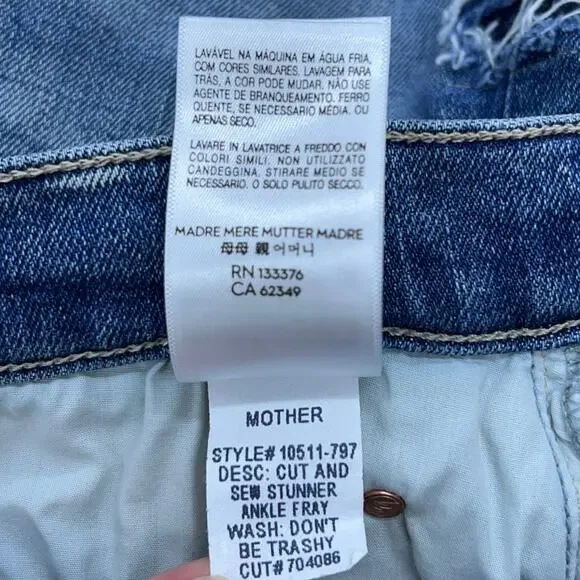 LAVÁVEL NA MÁQUINA EM ÁGUA FRIA,
COM CORES SIMILARES. LAVAGEM PARA
TRÁS, A COR PODE MUDAR. NÃO USE
AGENTE DE BRANQUEAMENTO. FERRO
QUENTE, SE NECESSARIO MÉDIA. OU
APENAS SECO.
LAVARE IN LAVATRICE A FREDDO CON
COLORI SIMILI. NON UTILIZZATO
CANDEGGINA. STIRARE MEDIO SE
NECESSARIO. O SOLO PULITO SECCO.
MADRE MERE MUTTER MADRE
母母 親 어머니
RN 133376
CA 62349
MOTHER
STYLE# 10511-797
DESC: CUT AND
SEW STUNNER
ANKLE FRAY
WASH: DON'T
BE TRASHY
CUT# 704086